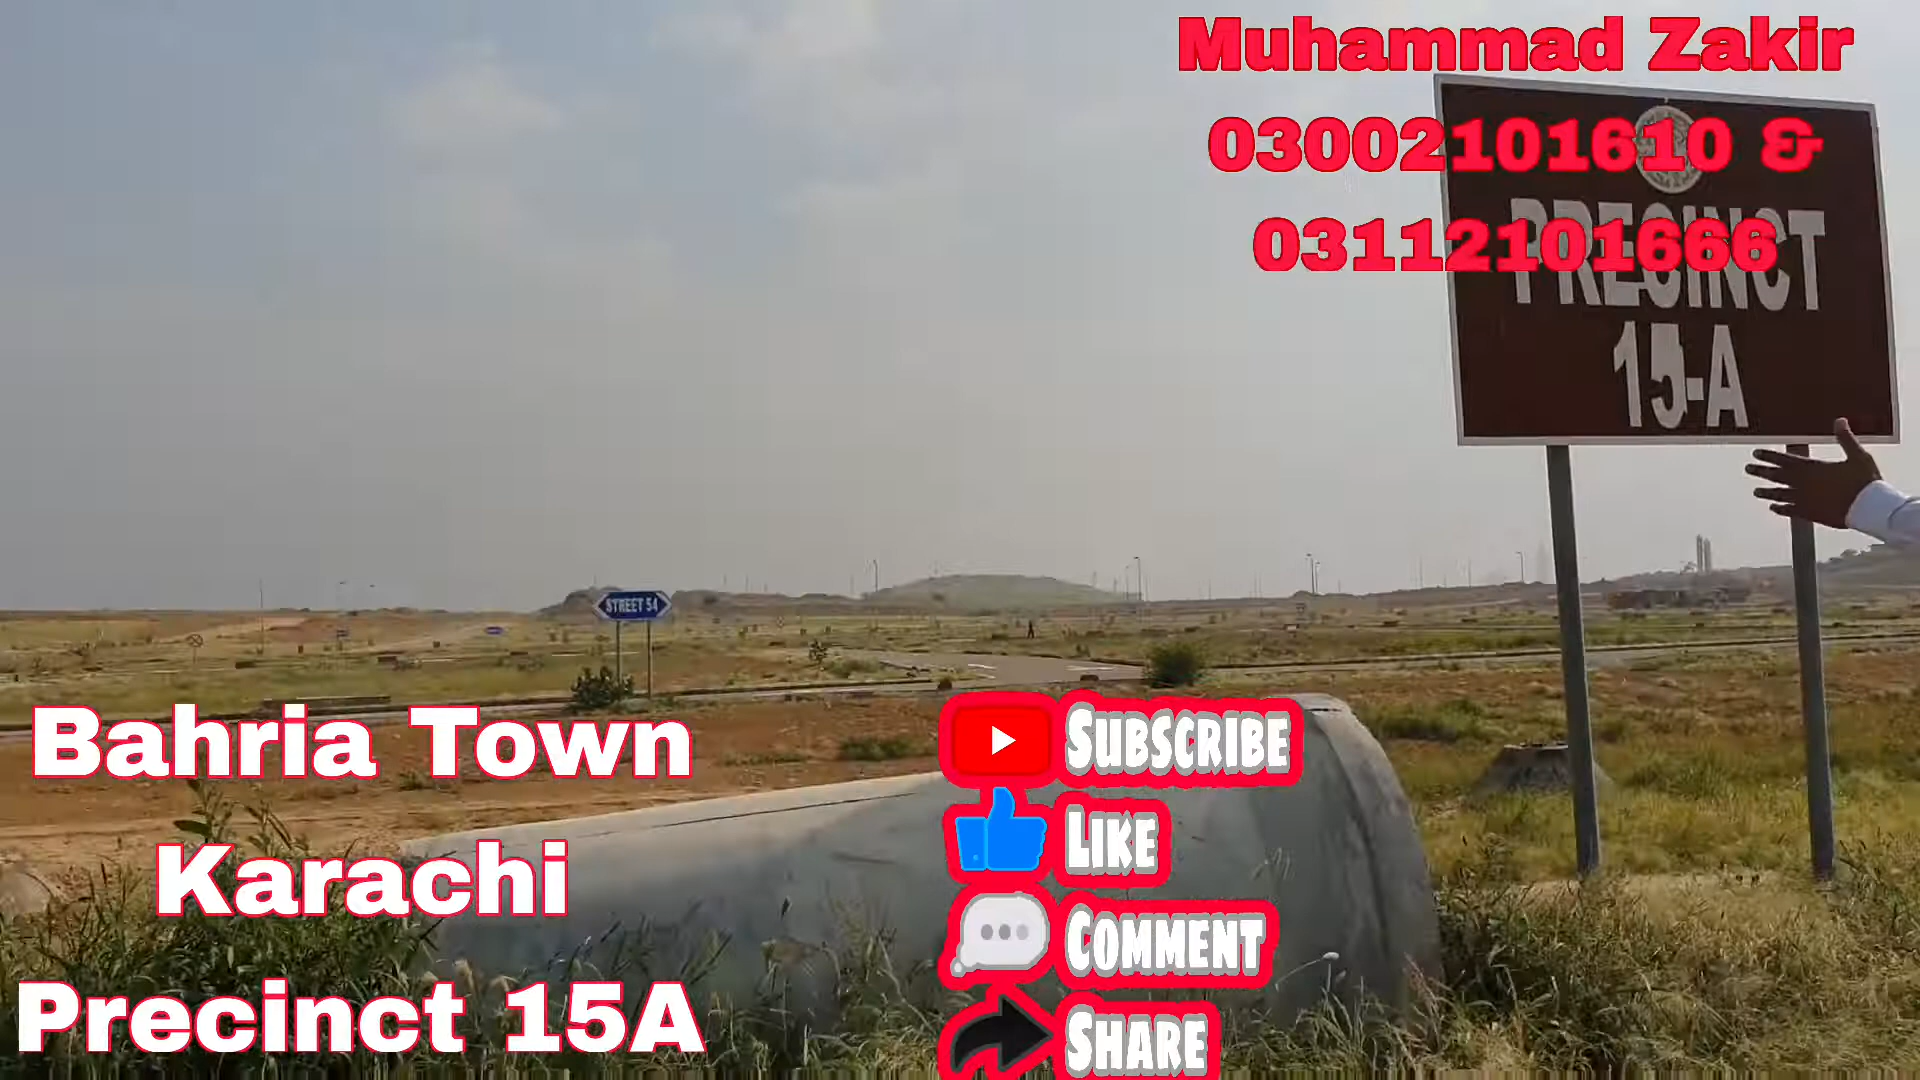 Muhammad Zakir
03002101610 &
03112101666
PRECINCT
15-A
STREET 54
Bahria Town
Karachi
Precinct 15A
SUBSCRIBE
LIKE
COMMENT
SHARE